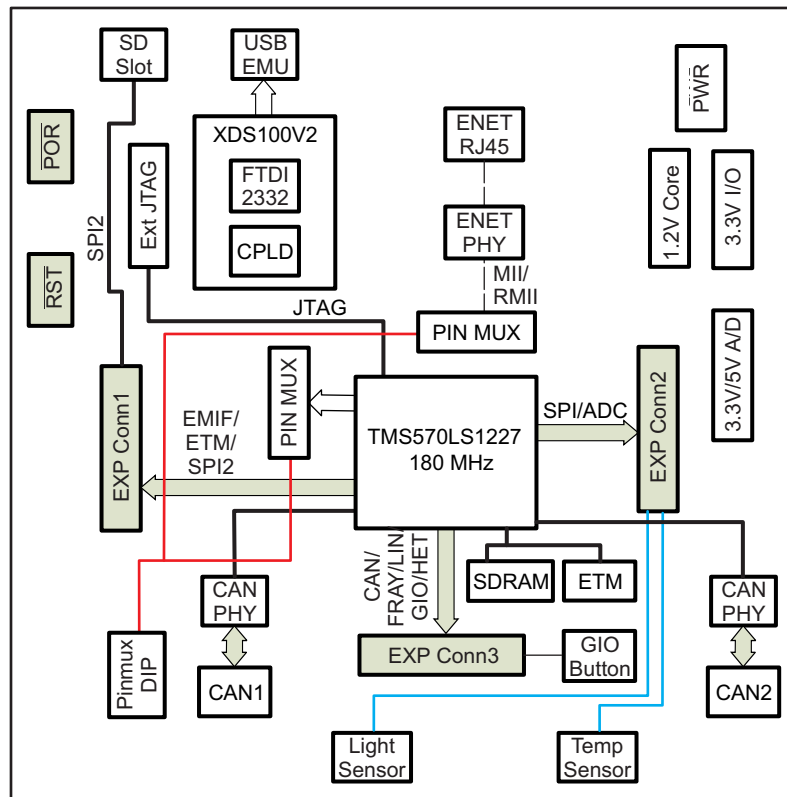 SD
Slot
USB
EMU
PWR
XDS100V2
FTDI
2332
CPLD
ENET
RJ45
POR
Ext JTAG
1.2V Core
3.3V I/O
SPI2
ENET
PHY
RST
MII/
RMII
JTAG
PIN MUX
3.3V/5V A/D
PIN MUX
EXP Conn1
EXP Conn2
SPI/ADC
EMIF/
ETM/
SPI2
TMS570LS1227
180 MHz
CAN/
FRAY/LIN/
GIO/HET
SDRAM
ETM
CAN
PHY
CAN
PHY
Pinmux
DIP
EXP Conn3
GIO
Button
CAN1
CAN2
Light
Sensor
Temp
Sensor